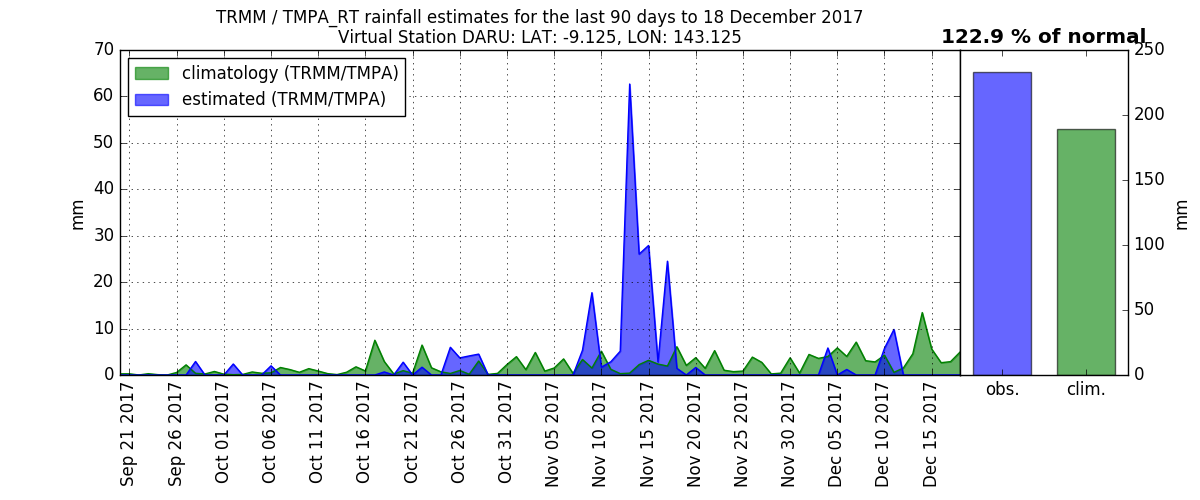 TRMM / TMPA_RT rainfall estimates for the last 90 days to 18 December 2017
Virtual Station DARU: LAT: -9.125, LON: 143.125
122.9 % of normal
climatology (TRMM/TMPA)
estimated (TRMM/TMPA)
70
60
50
40
30
20
10
0
mm
Sep 21 2017
Sep 26 2017
Oct 01 2017
Oct 06 2017
Oct 11 2017
Oct 16 2017
Oct 21 2017
Oct 26 2017
Oct 31 2017
Nov 05 2017
Nov 10 2017
Nov 15 2017
Nov 20 2017
Nov 25 2017
Nov 30 2017
Dec 05 2017
Dec 10 2017
Dec 15 2017
obs.
clim.
250
200
150
100
50
0
mm